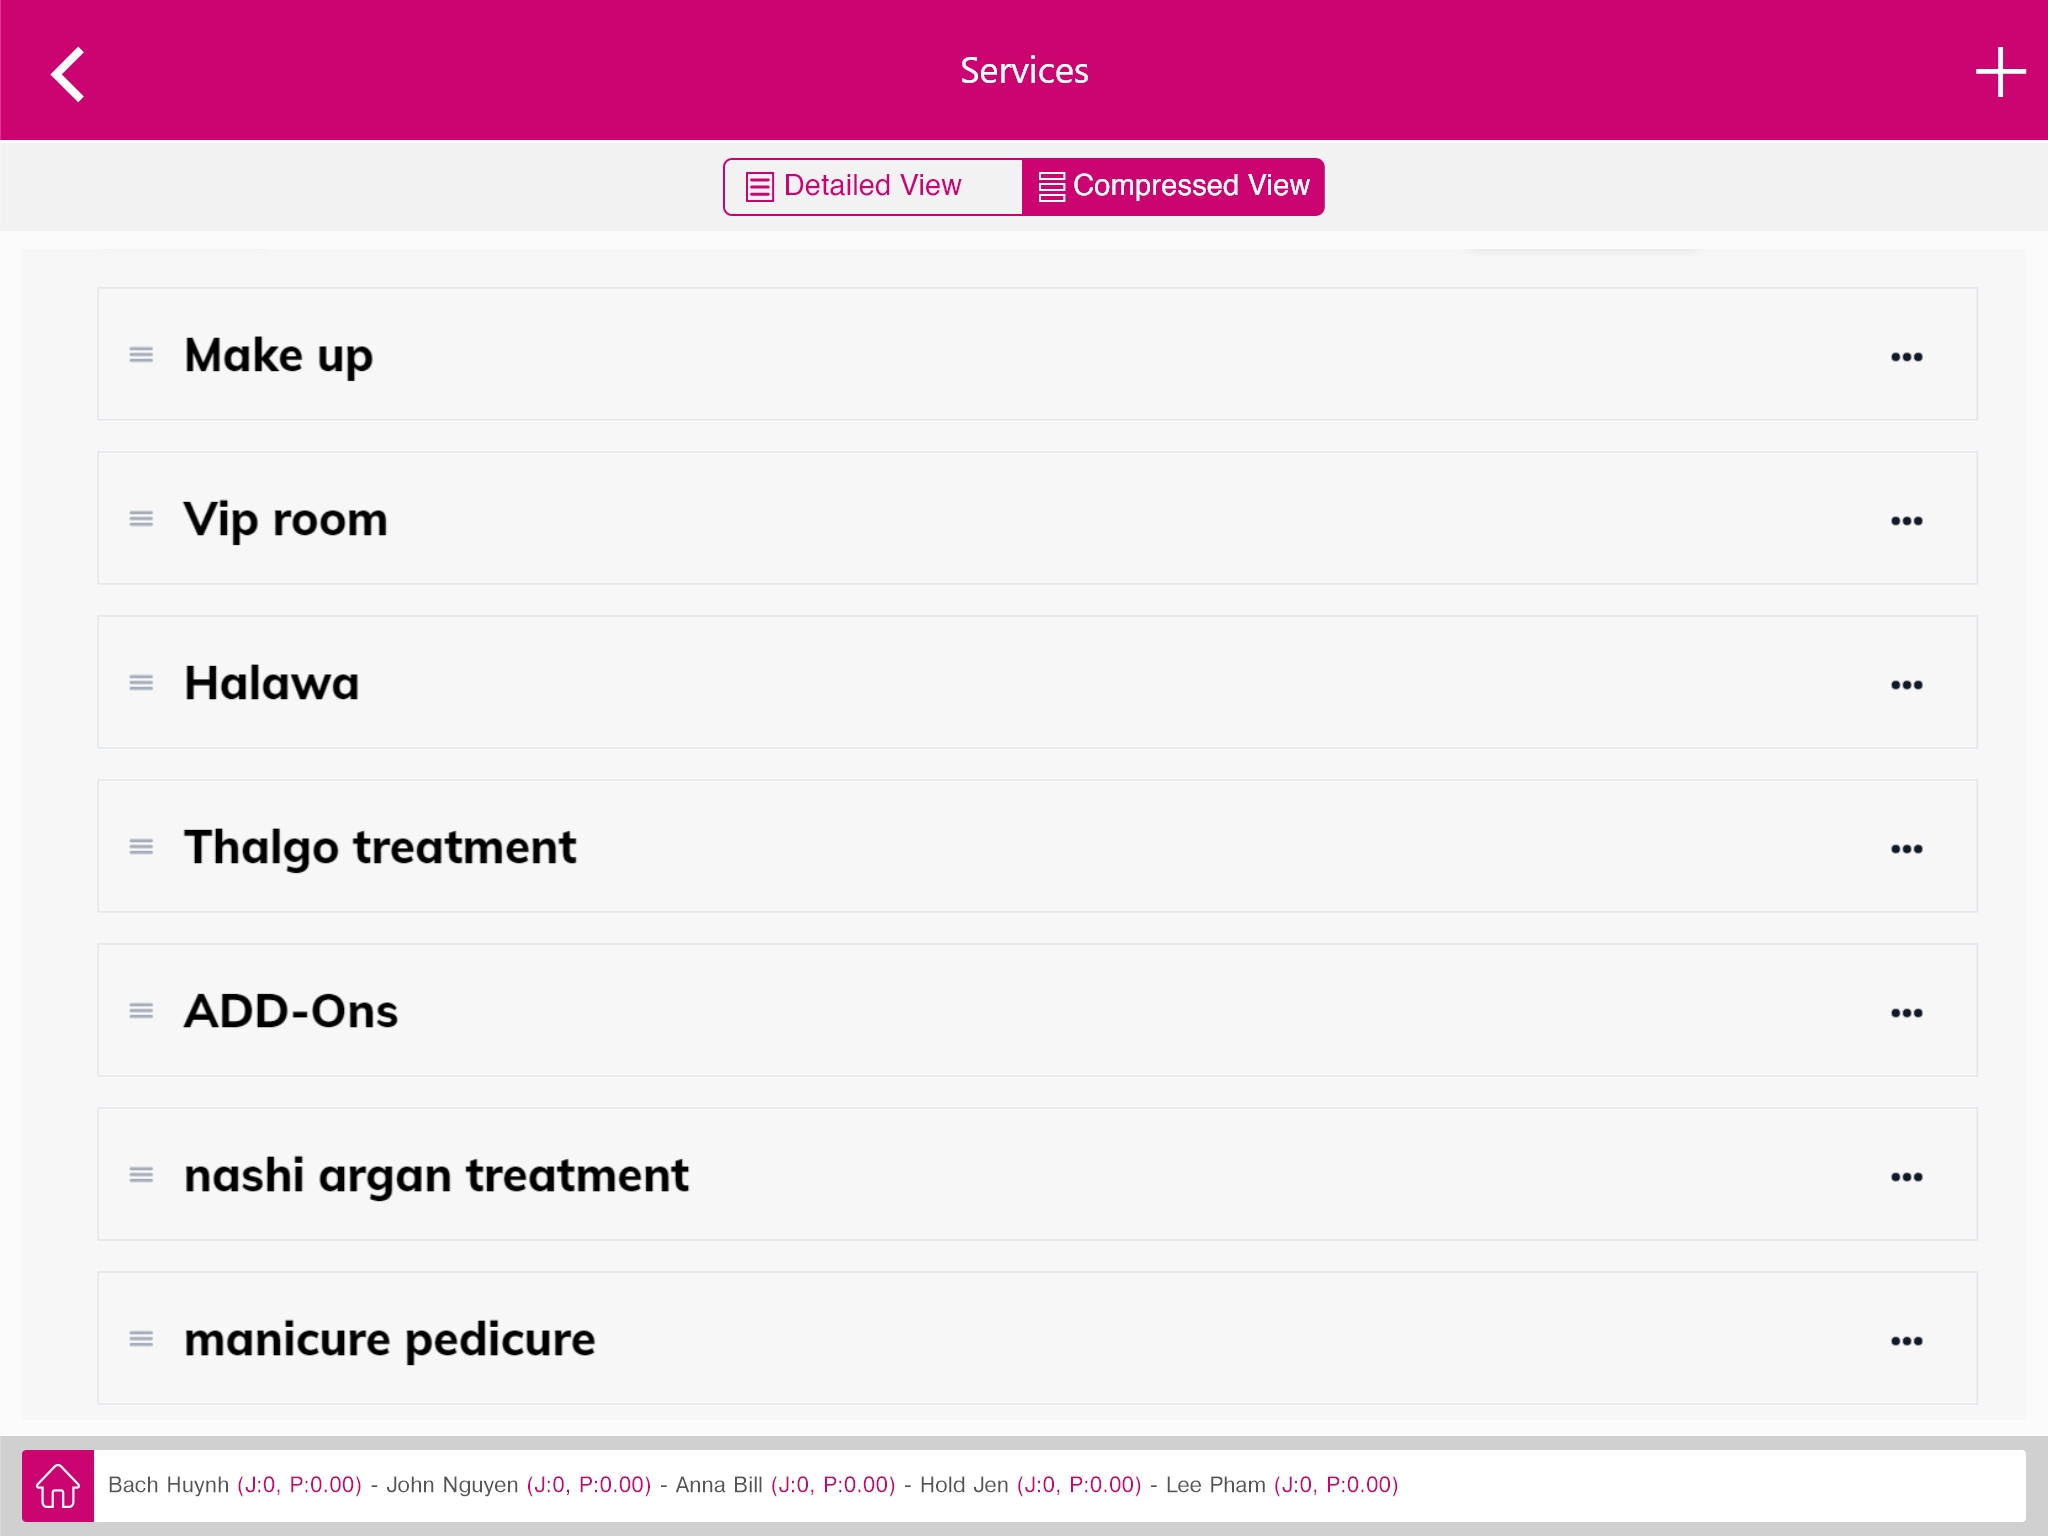 Services
Detailed View Compressed View
Make up
Vip room
Halawa
Thalgo treatment
ADD-Ons
nashi argan treatment
manicure pedicure
Bach Huynh (J:0, P:0.00) - John Nguyen (J:0, P:0.00) - Anna Bill (J:0, P:0.00) - Hold Jen (J:0, P:0.00) - Lee Pham (J:0, P:0.00)